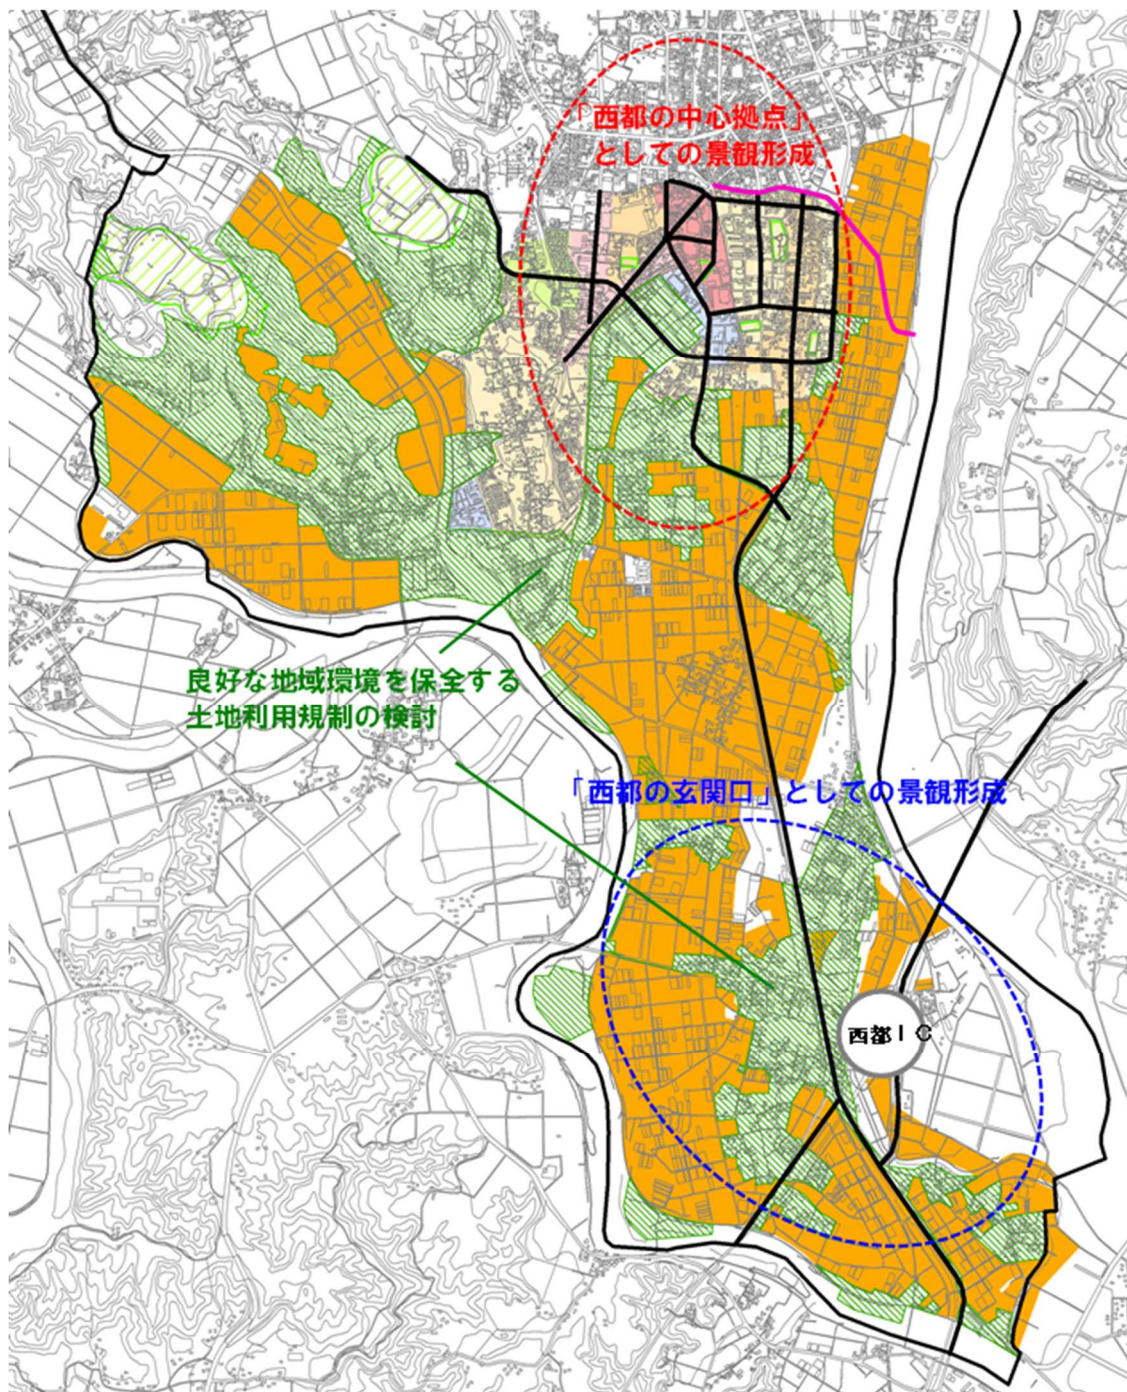 「西都の中心拠点」
としての景観形成
良好な地域環境を保全する
土地利用規制の検討
「西都の玄関口」としての景観形成
西都ＩＣ